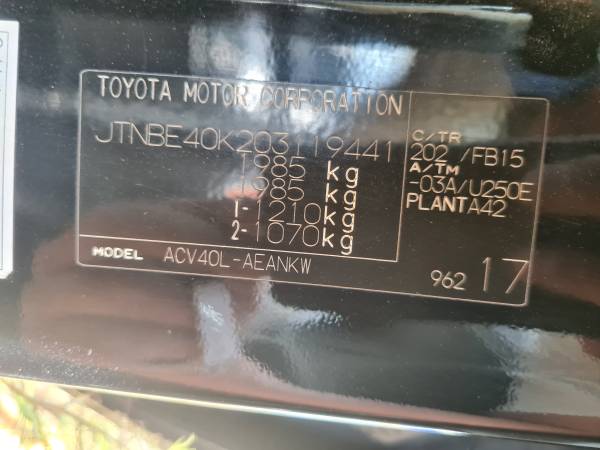 TOYOTA MOTOR CORPORATION
JTNBE40K203119441
1985 kg
1985 kg
1-1210kg
2-1070kg
MODEL ACV40L-AEANKW
C/TR
202 /FB15
A/TM
-03A/U250E
PLANTA42
962 17